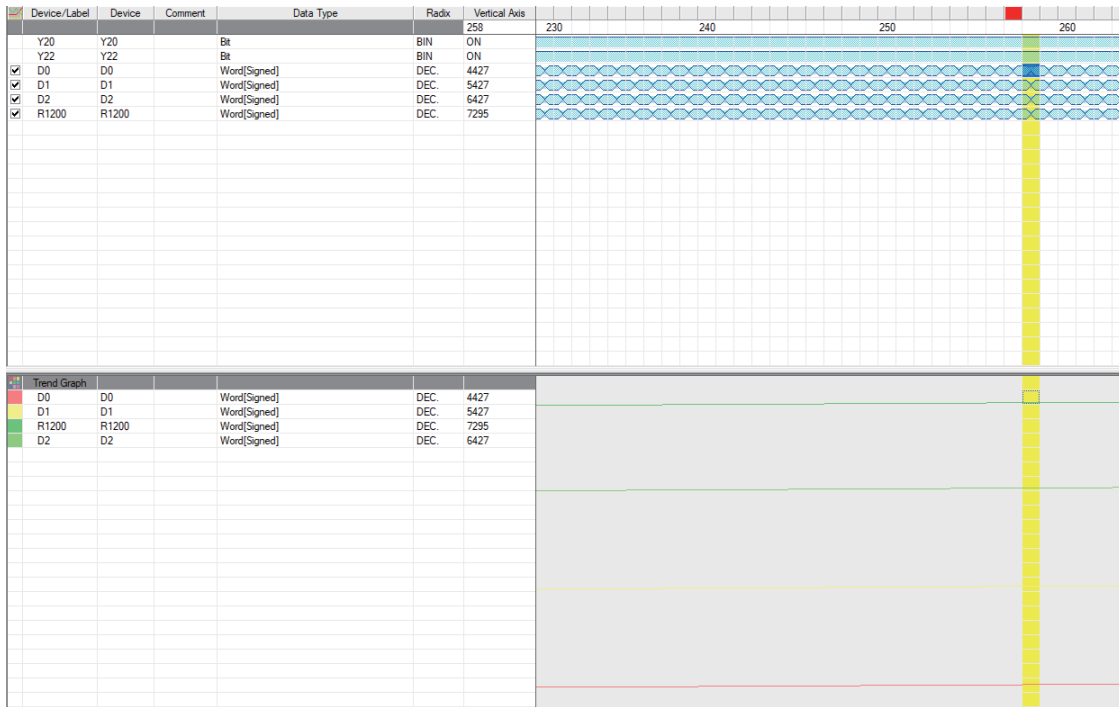 Device/Label Device Comment Data Type Radix Vertical Axis
258 230 240 250 260
Y20 Y20 Bit BIN ON
Y22 Y22 Bit BIN ON
D0 D0 Word[Signed] DEC. 4427
D1 D1 Word[Signed] DEC. 5427
D2 D2 Word[Signed] DEC. 6427
R1200 R1200 Word[Signed] DEC. 7295
Trend Graph
D0 D0 Word[Signed] DEC. 4427
D1 D1 Word[Signed] DEC. 5427
R1200 R1200 Word[Signed] DEC. 7295
D2 D2 Word[Signed] DEC. 6427